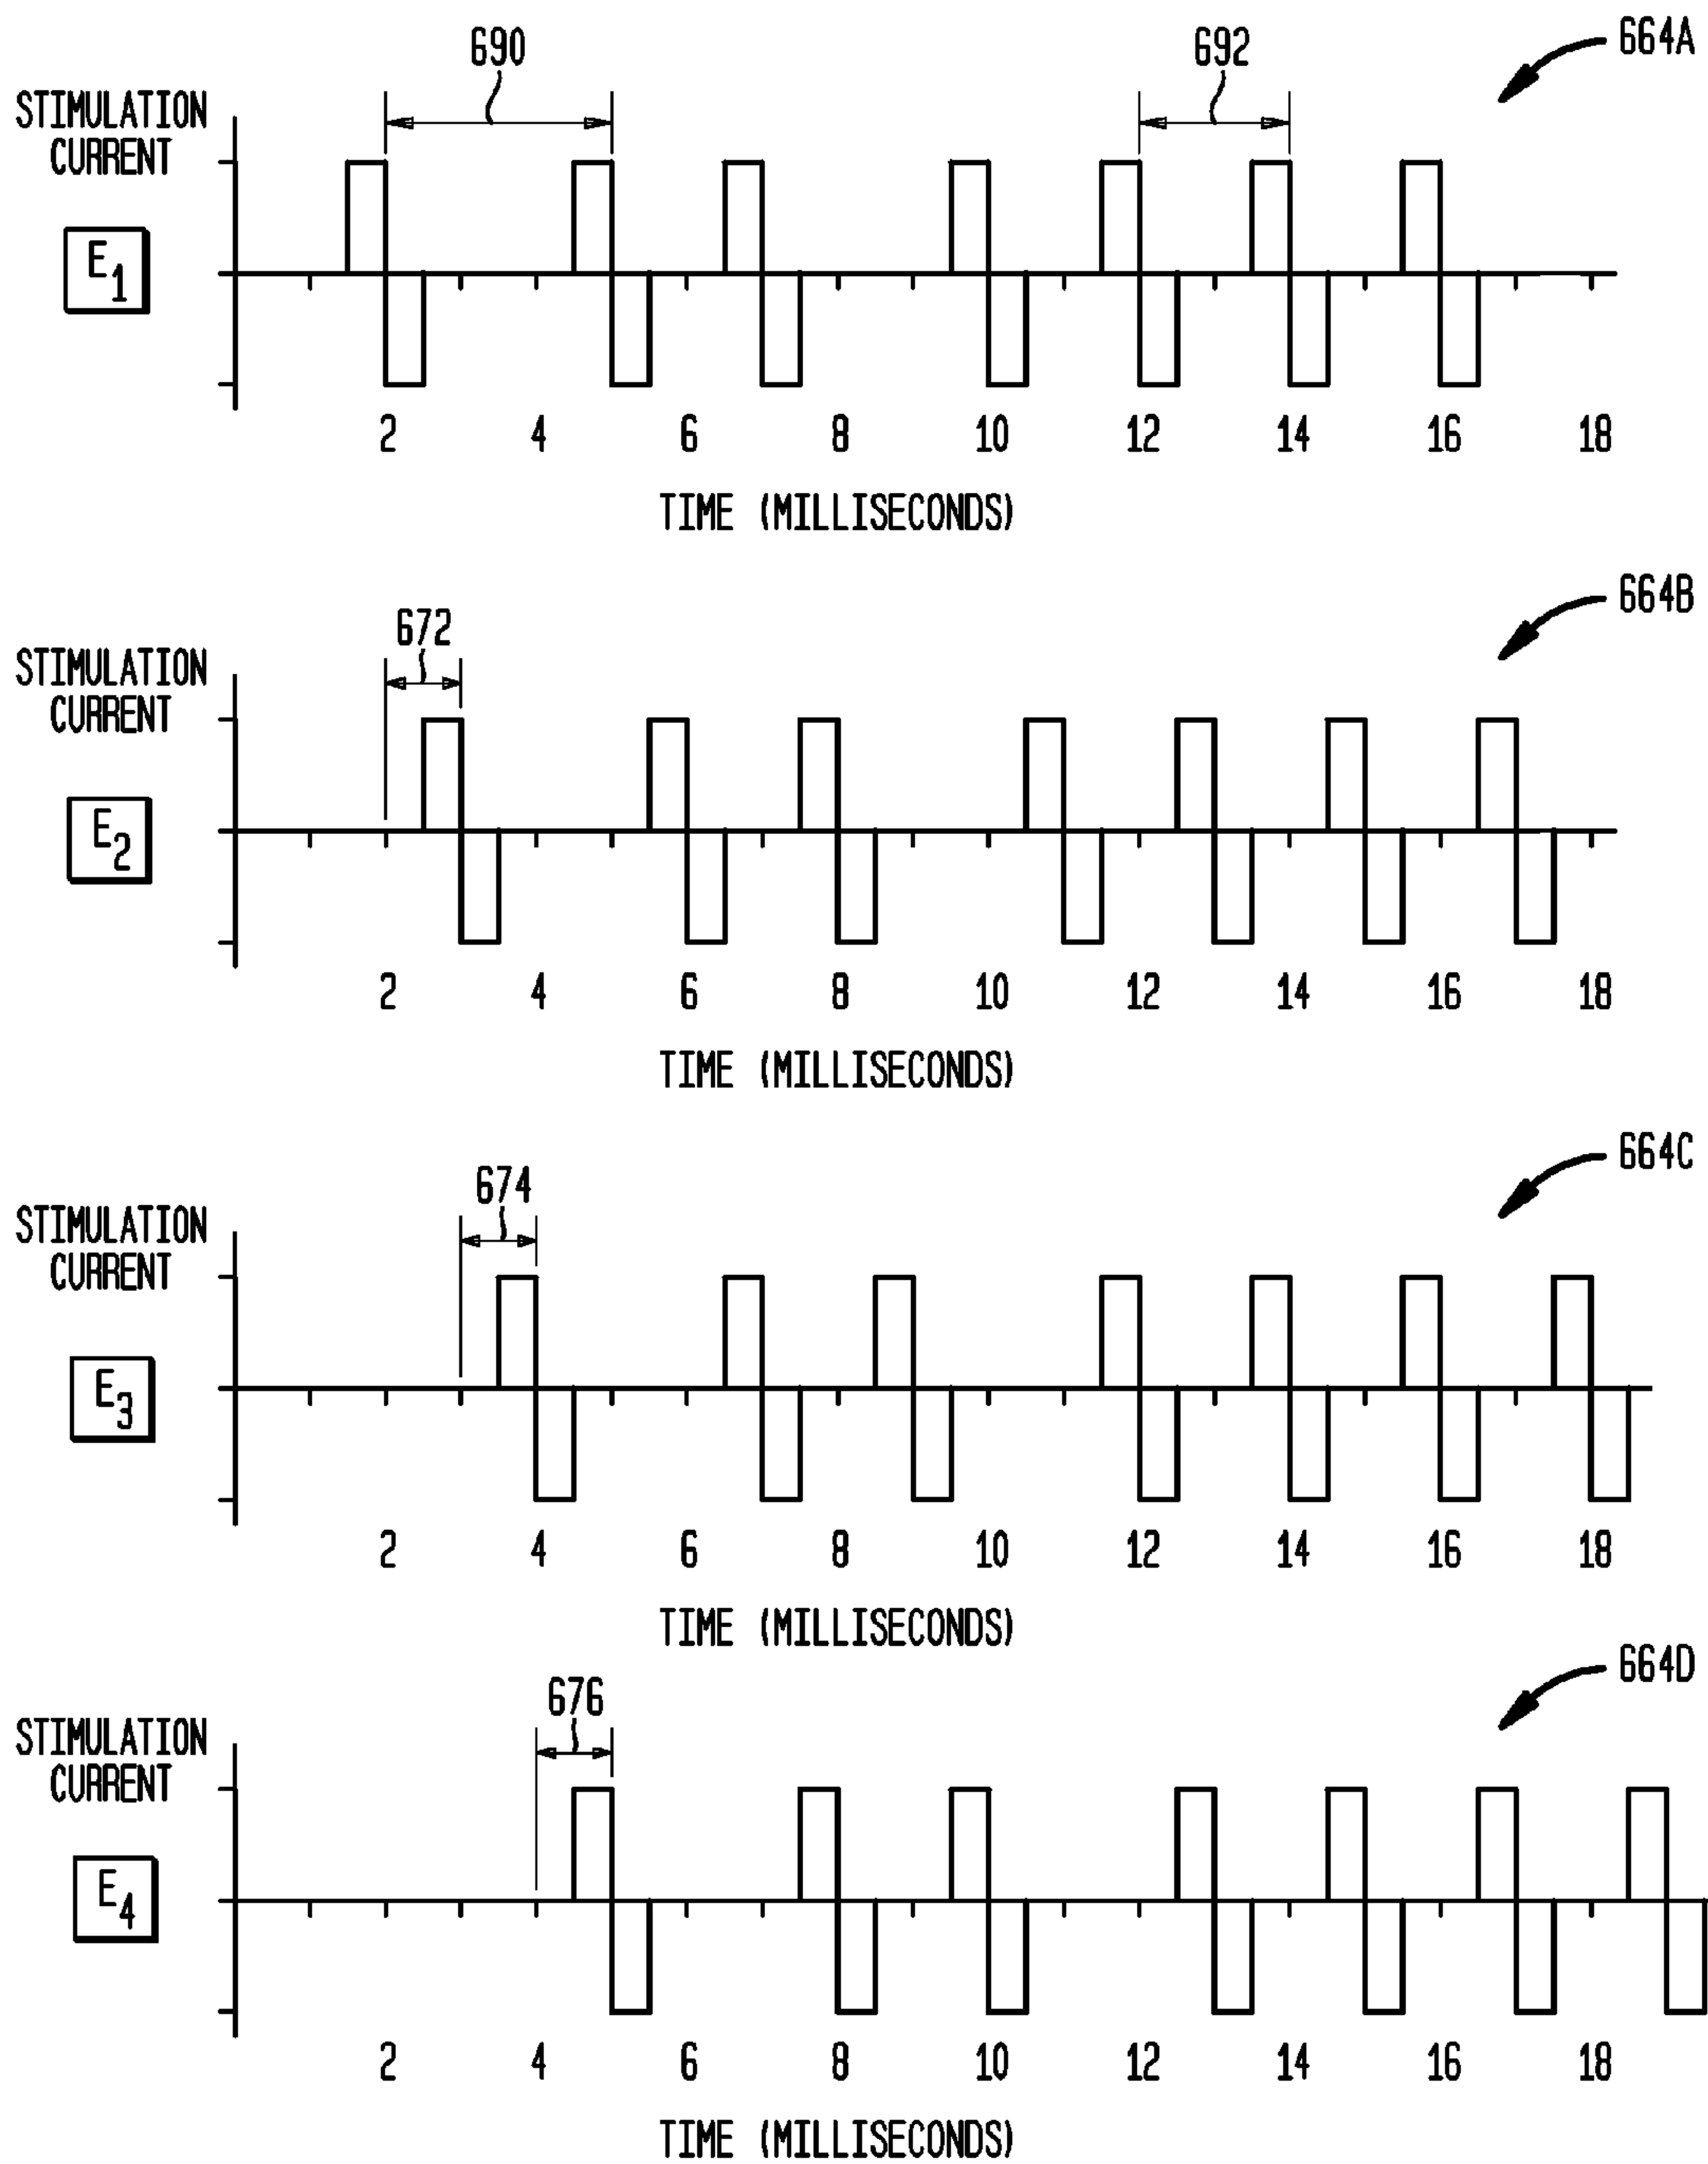 690
692
664A
STIMULATION
CURRENT
E1
2 4 6 8 10 12 14 16 18
TIME (MILLISECONDS)
664B
672
STIMULATION
CURRENT
E2
2 4 6 8 10 12 14 16 18
TIME (MILLISECONDS)
664C
674
STIMULATION
CURRENT
E3
2 4 6 8 10 12 14 16 18
TIME (MILLISECONDS)
664D
676
STIMULATION
CURRENT
E4
2 4 6 8 10 12 14 16 18
TIME (MILLISECONDS)